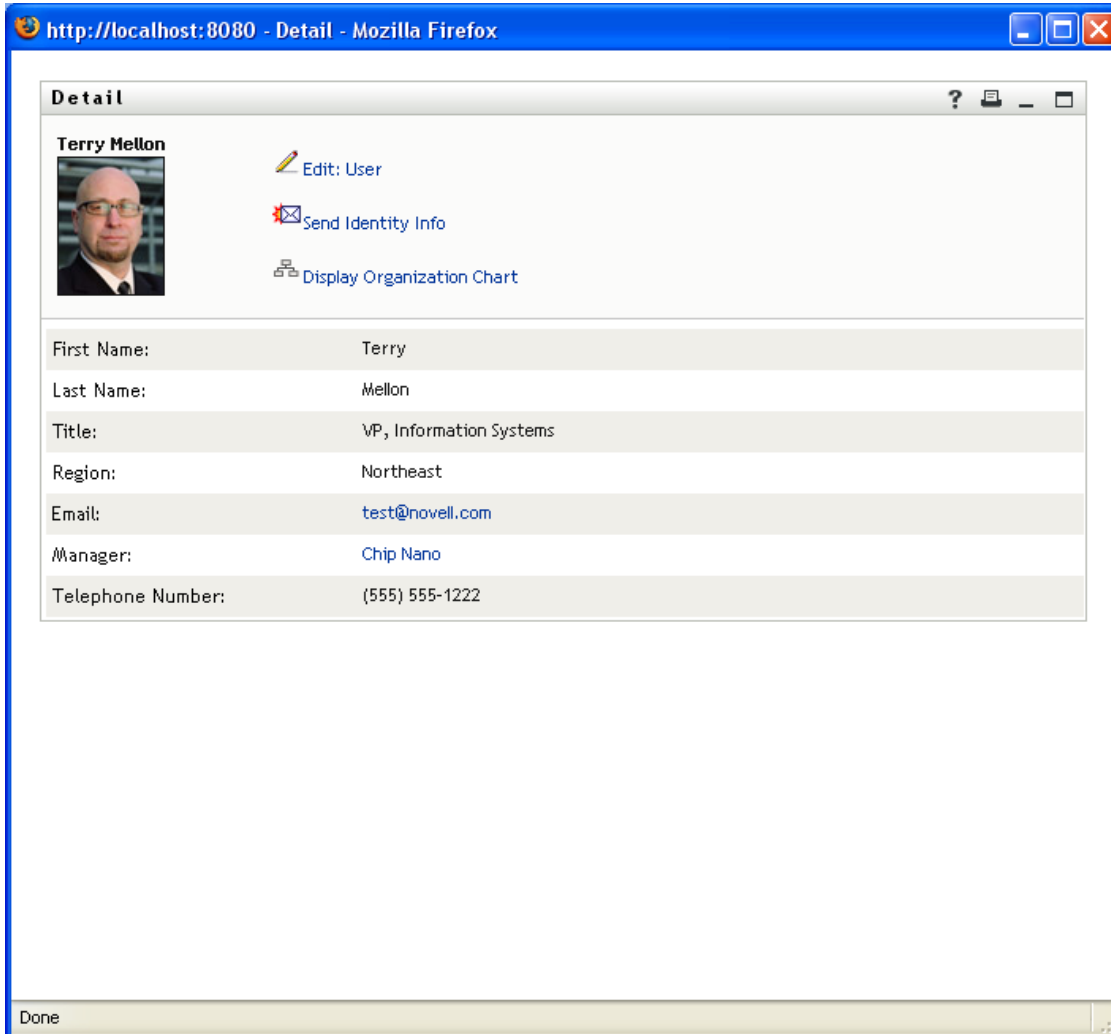 http://localhost:8080 - Detail - Mozilla Firefox
Detail ?
Terry Mellon
Edit: User
Send Identity Info
Display Organization Chart
First Name: Terry
Last Name: Mellon
Title: VP, Information Systems
Region: Northeast
Email: test@novell.com
Manager: Chip Nano
Telephone Number: (555) 555-1222
Done